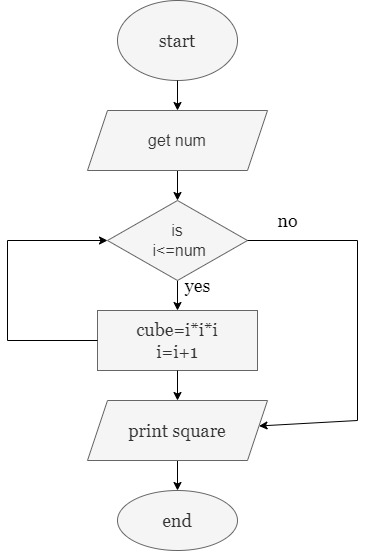 start
get num
is
i<=num
no
yes
cube=i*i*i
i=i+1
print square
end